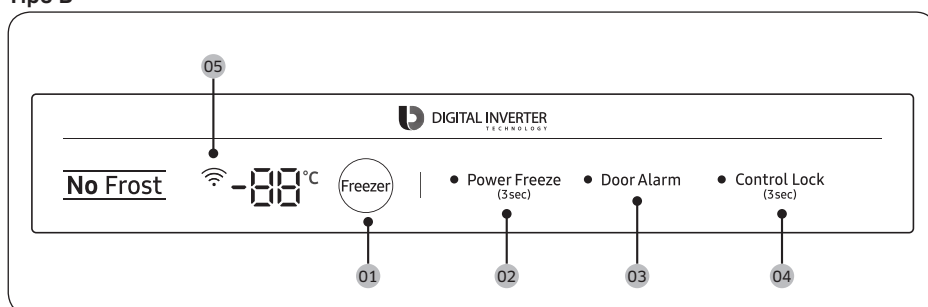 Tipo B
05
DIGITAL INVERTER
TECHNOLOGY
No Frost
-88°C
Freezer
Power Freeze
(3sec)
Door Alarm
Control Lock
(3sec)
01
02
03
04